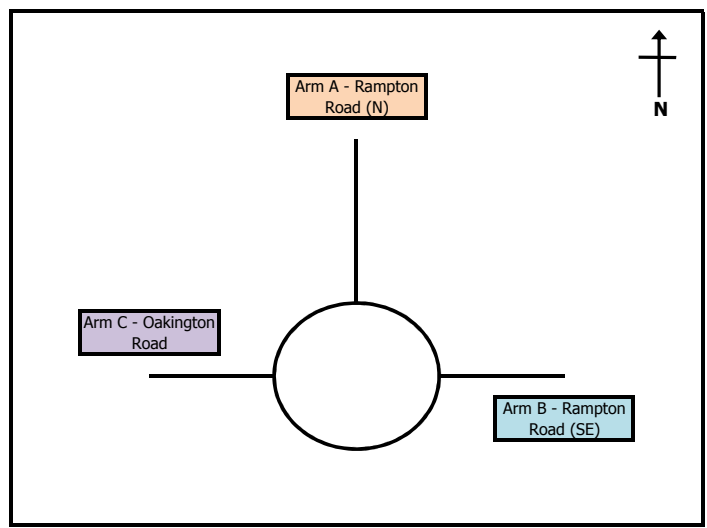 Arm A - Rampton
Road (N)
N
Arm C - Oakington
Road
Arm B - Rampton
Road (SE)